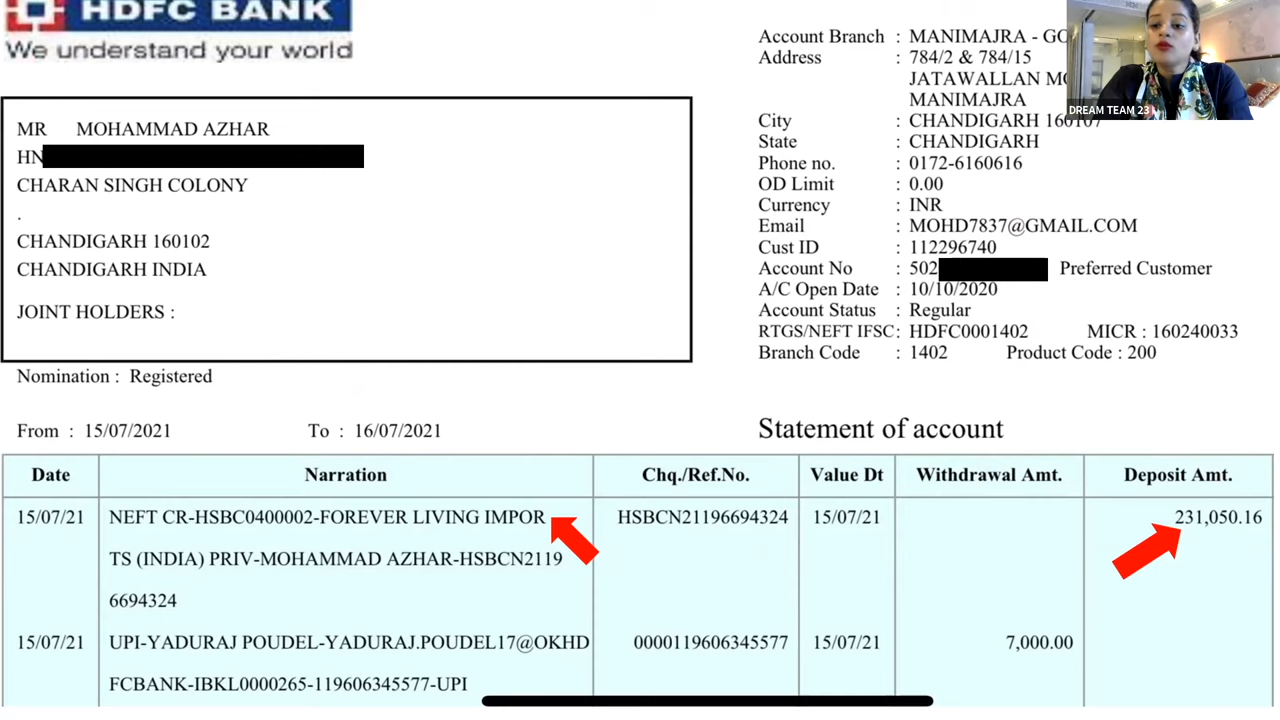 HDFC BANK
We understand your world
MR MOHAMMAD AZHAR
HN
CHARAN SINGH COLONY
.
CHANDIGARH 160102
CHANDIGARH INDIA
JOINT HOLDERS :
Nomination : Registered
From : 15/07/2021 To : 16/07/2021
Account Branch : MANIMAJRA - GO
Address : 784/2 & 784/15
JATAWALLAN MO
MANIMAJRA
City : CHANDIGARH 160107
State : CHANDIGARH
Phone no. : 0172-6160616
OD Limit : 0.00
Currency : INR
Email : MOHD7837@GMAIL.COM
Cust ID : 112296740
Account No : 502 Preferred Customer
A/C Open Date : 10/10/2020
Account Status : Regular
RTGS/NEFT IFSC: HDFC0001402 MICR : 160240033
Branch Code : 1402 Product Code : 200
DREAM TEAM 23
Statement of account
Date Narration Chq./Ref.No. Value Dt Withdrawal Amt. Deposit Amt.
15/07/21 NEFT CR-HSBC0400002-FOREVER LIVING IMPOR HSBCN21196694324 15/07/21 231,050.16
TS (INDIA) PRIV-MOHAMMAD AZHAR-HSBCN2119
6694324
15/07/21 UPI-YADURAJ POUDEL-YADURAJ.POUDEL17@OKHD 0000119606345577 15/07/21 7,000.00
FCBANK-IBKL0000265-119606345577-UPI